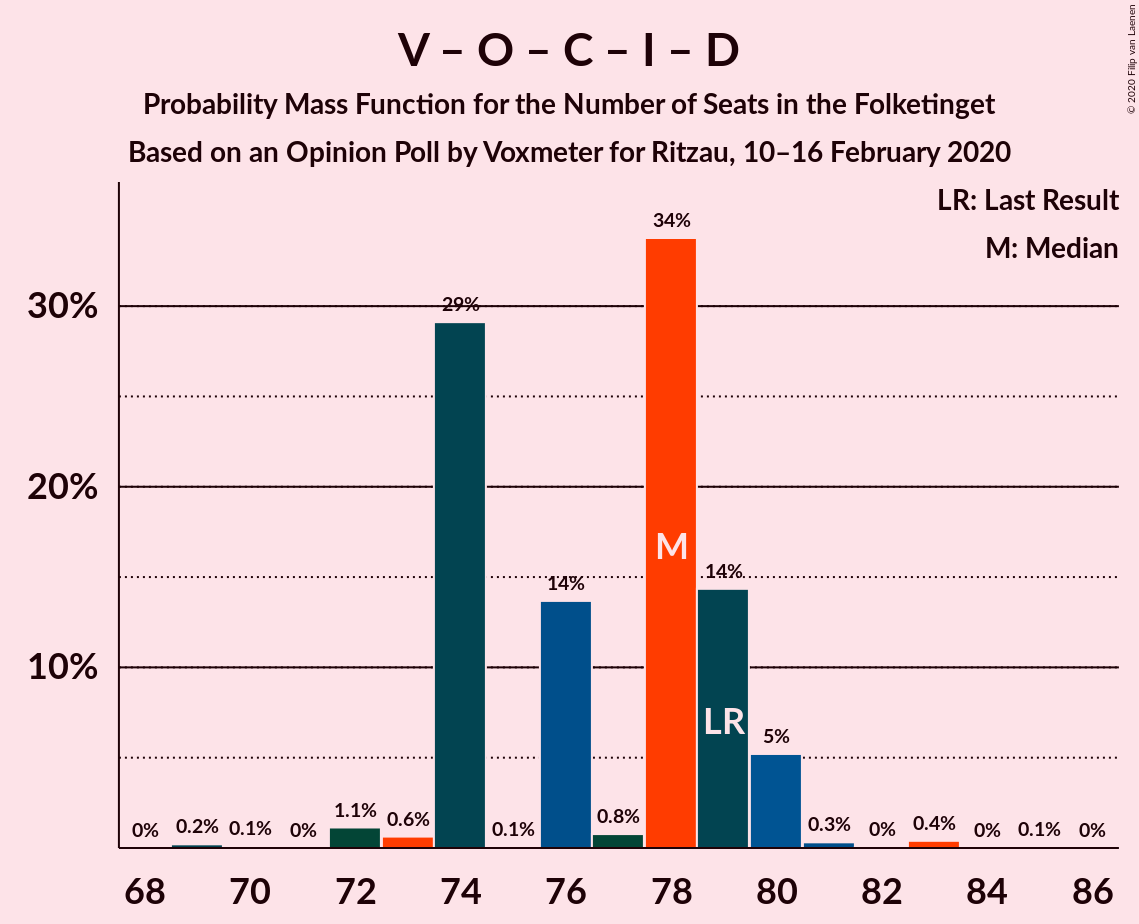 V – O – C – I – D
Probability Mass Function for the Number of Seats in the Folketinget
Based on an Opinion Poll by Voxmeter for Ritzau, 10–16 February 2020
© 2020 Filip van Laenen
LR: Last Result
M: Median
30%
20%
10%
0%
0.2%
0.1%
0%
1.1%
0.6%
29%
0.1%
14%
0.8%
34%
14%
5%
0.3%
0%
0.4%
0%
0.1%
0%
M
LR
68 70 72 74 76 78 80 82 84 86